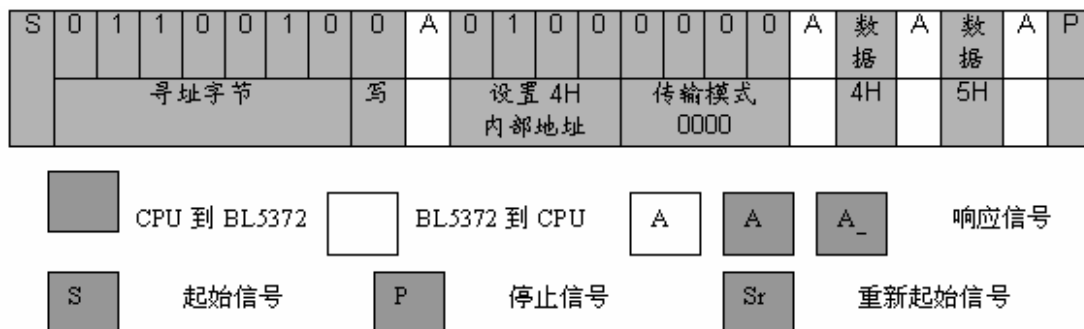 S 0 1 1 0 0 1 0 0 A 0 1 0 0 0 0 0 0 A 数据 A 数据 A P
寻址字节 写 设置 4H 内部地址 传输模式 0000 4H 5H
CPU 到 BL5372 BL5372 到 CPU A A A_ 响应信号
S 起始信号 P 停止信号 Sr 重新起始信号